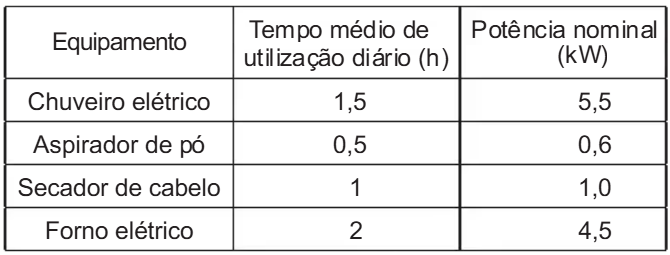 Equipamento Tempo médio de utilização diário (h) Potência nominal (kW)
Chuveiro elétrico 1,5 5,5
Aspirador de pó 0,5 0,6
Secador de cabelo 1 1,0
Forno elétrico 2 4,5